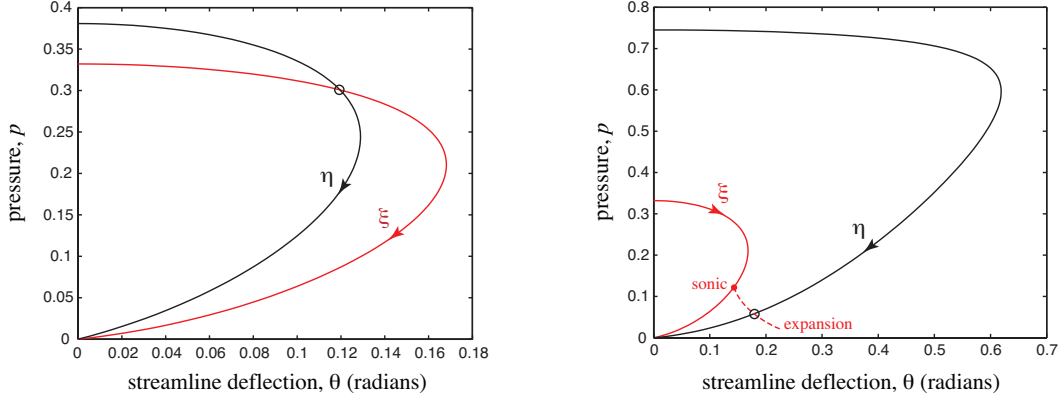 0.4
0.35
0.3
0.25
0.2
0.15
0.1
0.05
0
pressure, p
η
ξ
0 0.02 0.04 0.06 0.08 0.10 0.12 0.14 0.16 0.18
streamline deflection, θ (radians)
0.8
0.7
0.6
0.5
0.4
0.3
0.2
0.1
0
pressure, p
ξ
η
sonic
expansion
0 0.1 0.2 0.3 0.4 0.5 0.6 0.7
streamline deflection, θ (radians)